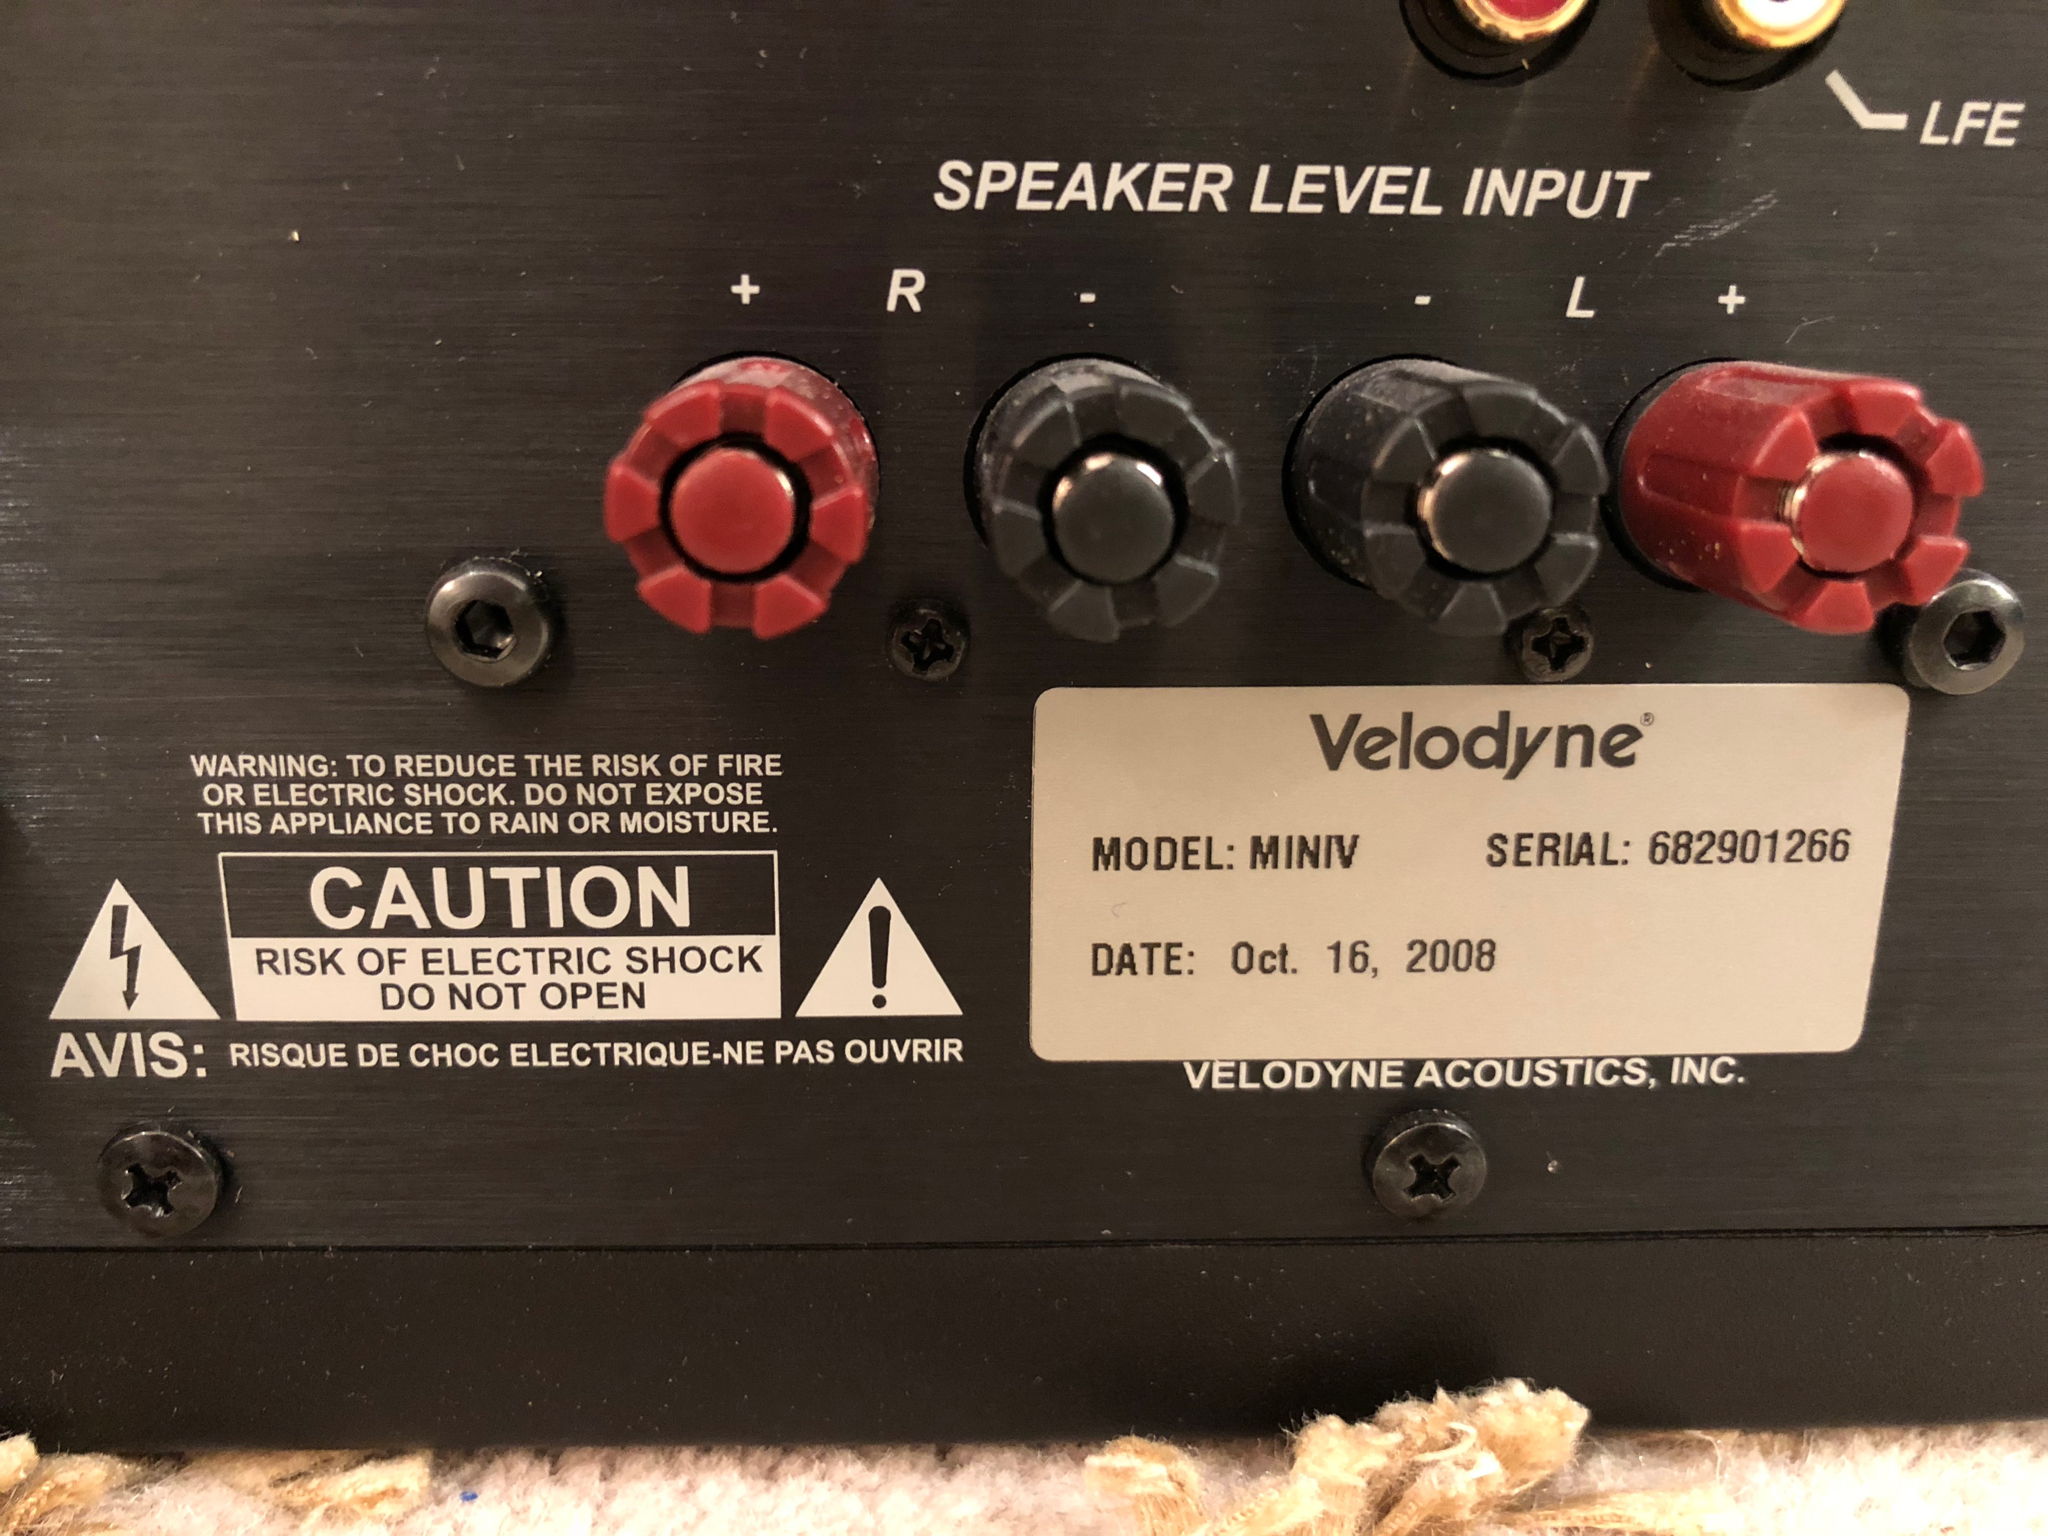 LFE
SPEAKER LEVEL INPUT
+ R - - L +
WARNING: TO REDUCE THE RISK OF FIRE
OR ELECTRIC SHOCK. DO NOT EXPOSE
THIS APPLIANCE TO RAIN OR MOISTURE.
CAUTION
RISK OF ELECTRIC SHOCK
DO NOT OPEN
AVIS: RISQUE DE CHOC ELECTRIQUE-NE PAS OUVRIR
Velodyne®
MODEL: MINIV SERIAL: 682901266
DATE: Oct. 16, 2008
VELODYNE ACOUSTICS, INC.